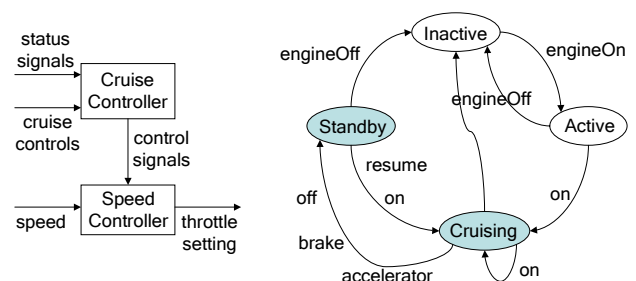 status
signals
Cruise
Controller
cruise
controls
control
signals
speed
Speed
Controller
throttle
setting
Inactive
engineOff
engineOn
engineOff
Standby
Active
resume
on
off
on
Cruising
brake
accelerator
on